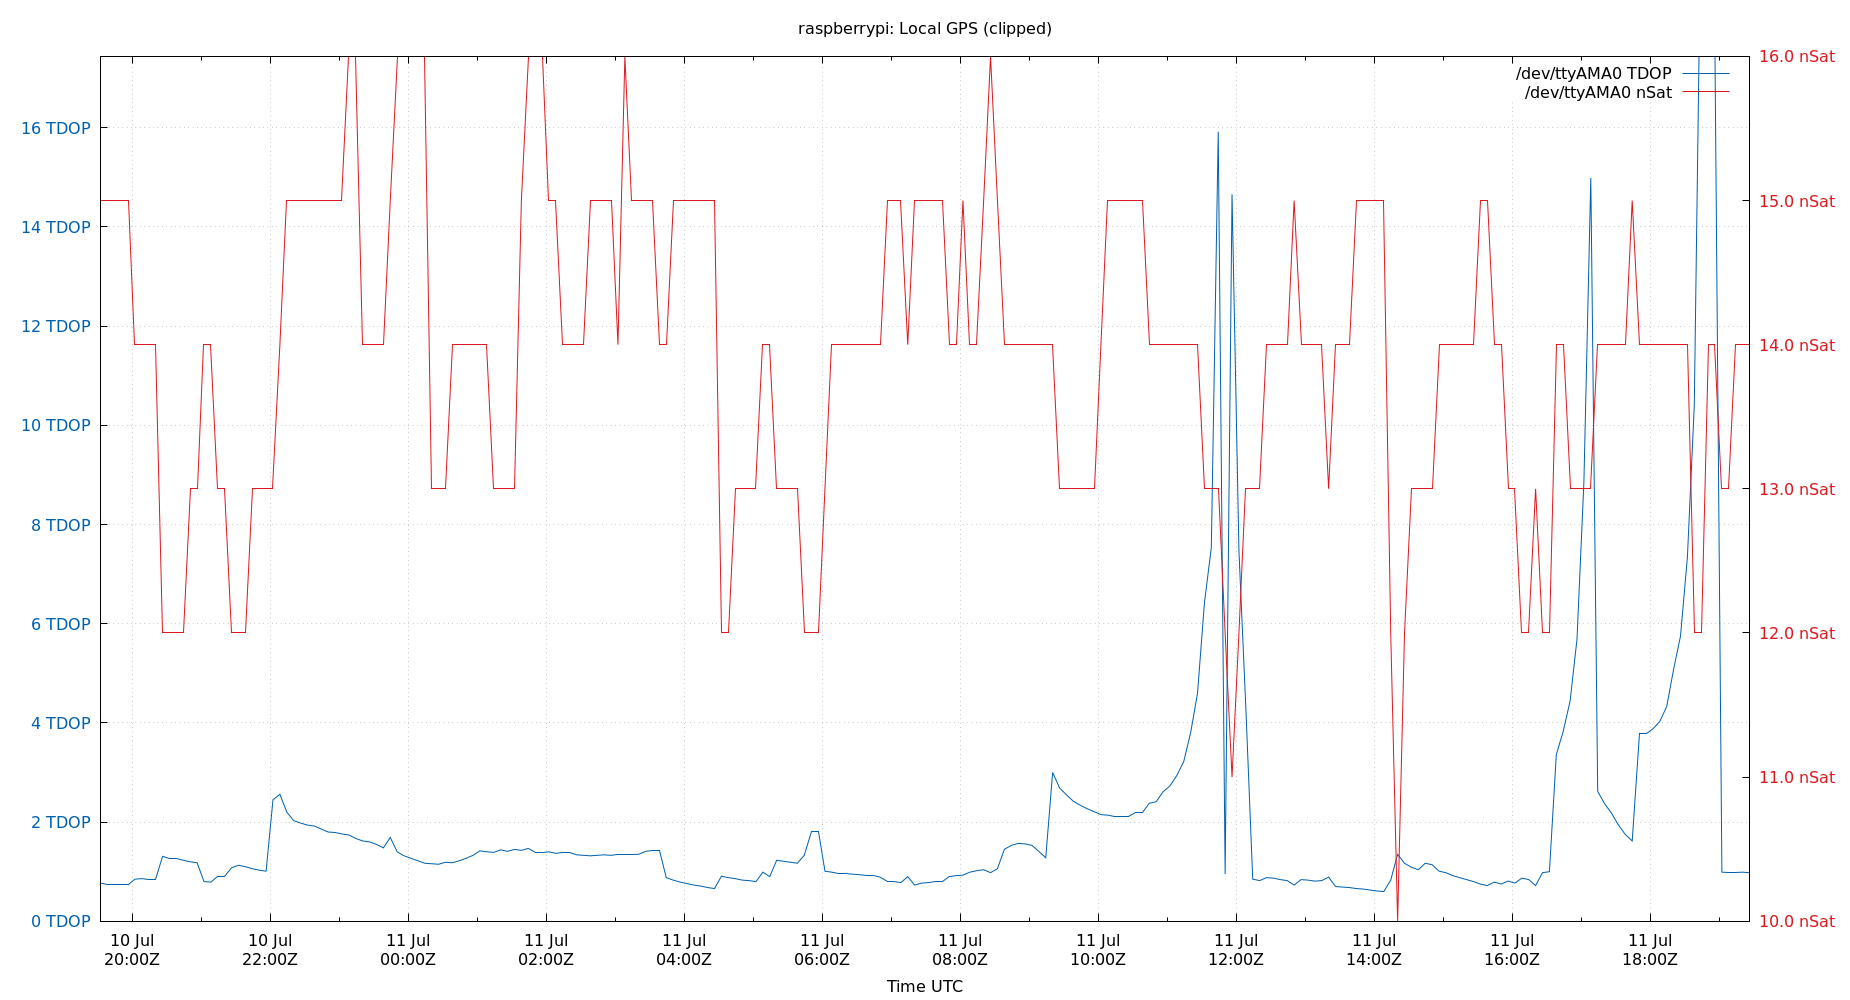 raspberrypi: Local GPS (clipped)
/dev/ttyAMA0 TDOP
/dev/ttyAMA0 nSat
16 TDOP
14 TDOP
12 TDOP
10 TDOP
8 TDOP
6 TDOP
4 TDOP
2 TDOP
0 TDOP
16.0 nSat
15.0 nSat
14.0 nSat
13.0 nSat
12.0 nSat
11.0 nSat
10.0 nSat
10 Jul 10 Jul 11 Jul 11 Jul 11 Jul 11 Jul 11 Jul 11 Jul 11 Jul 11 Jul 11 Jul 11 Jul
20:00Z 22:00Z 00:00Z 02:00Z 04:00Z 06:00Z 08:00Z 10:00Z 12:00Z 14:00Z 16:00Z 18:00Z
Time UTC